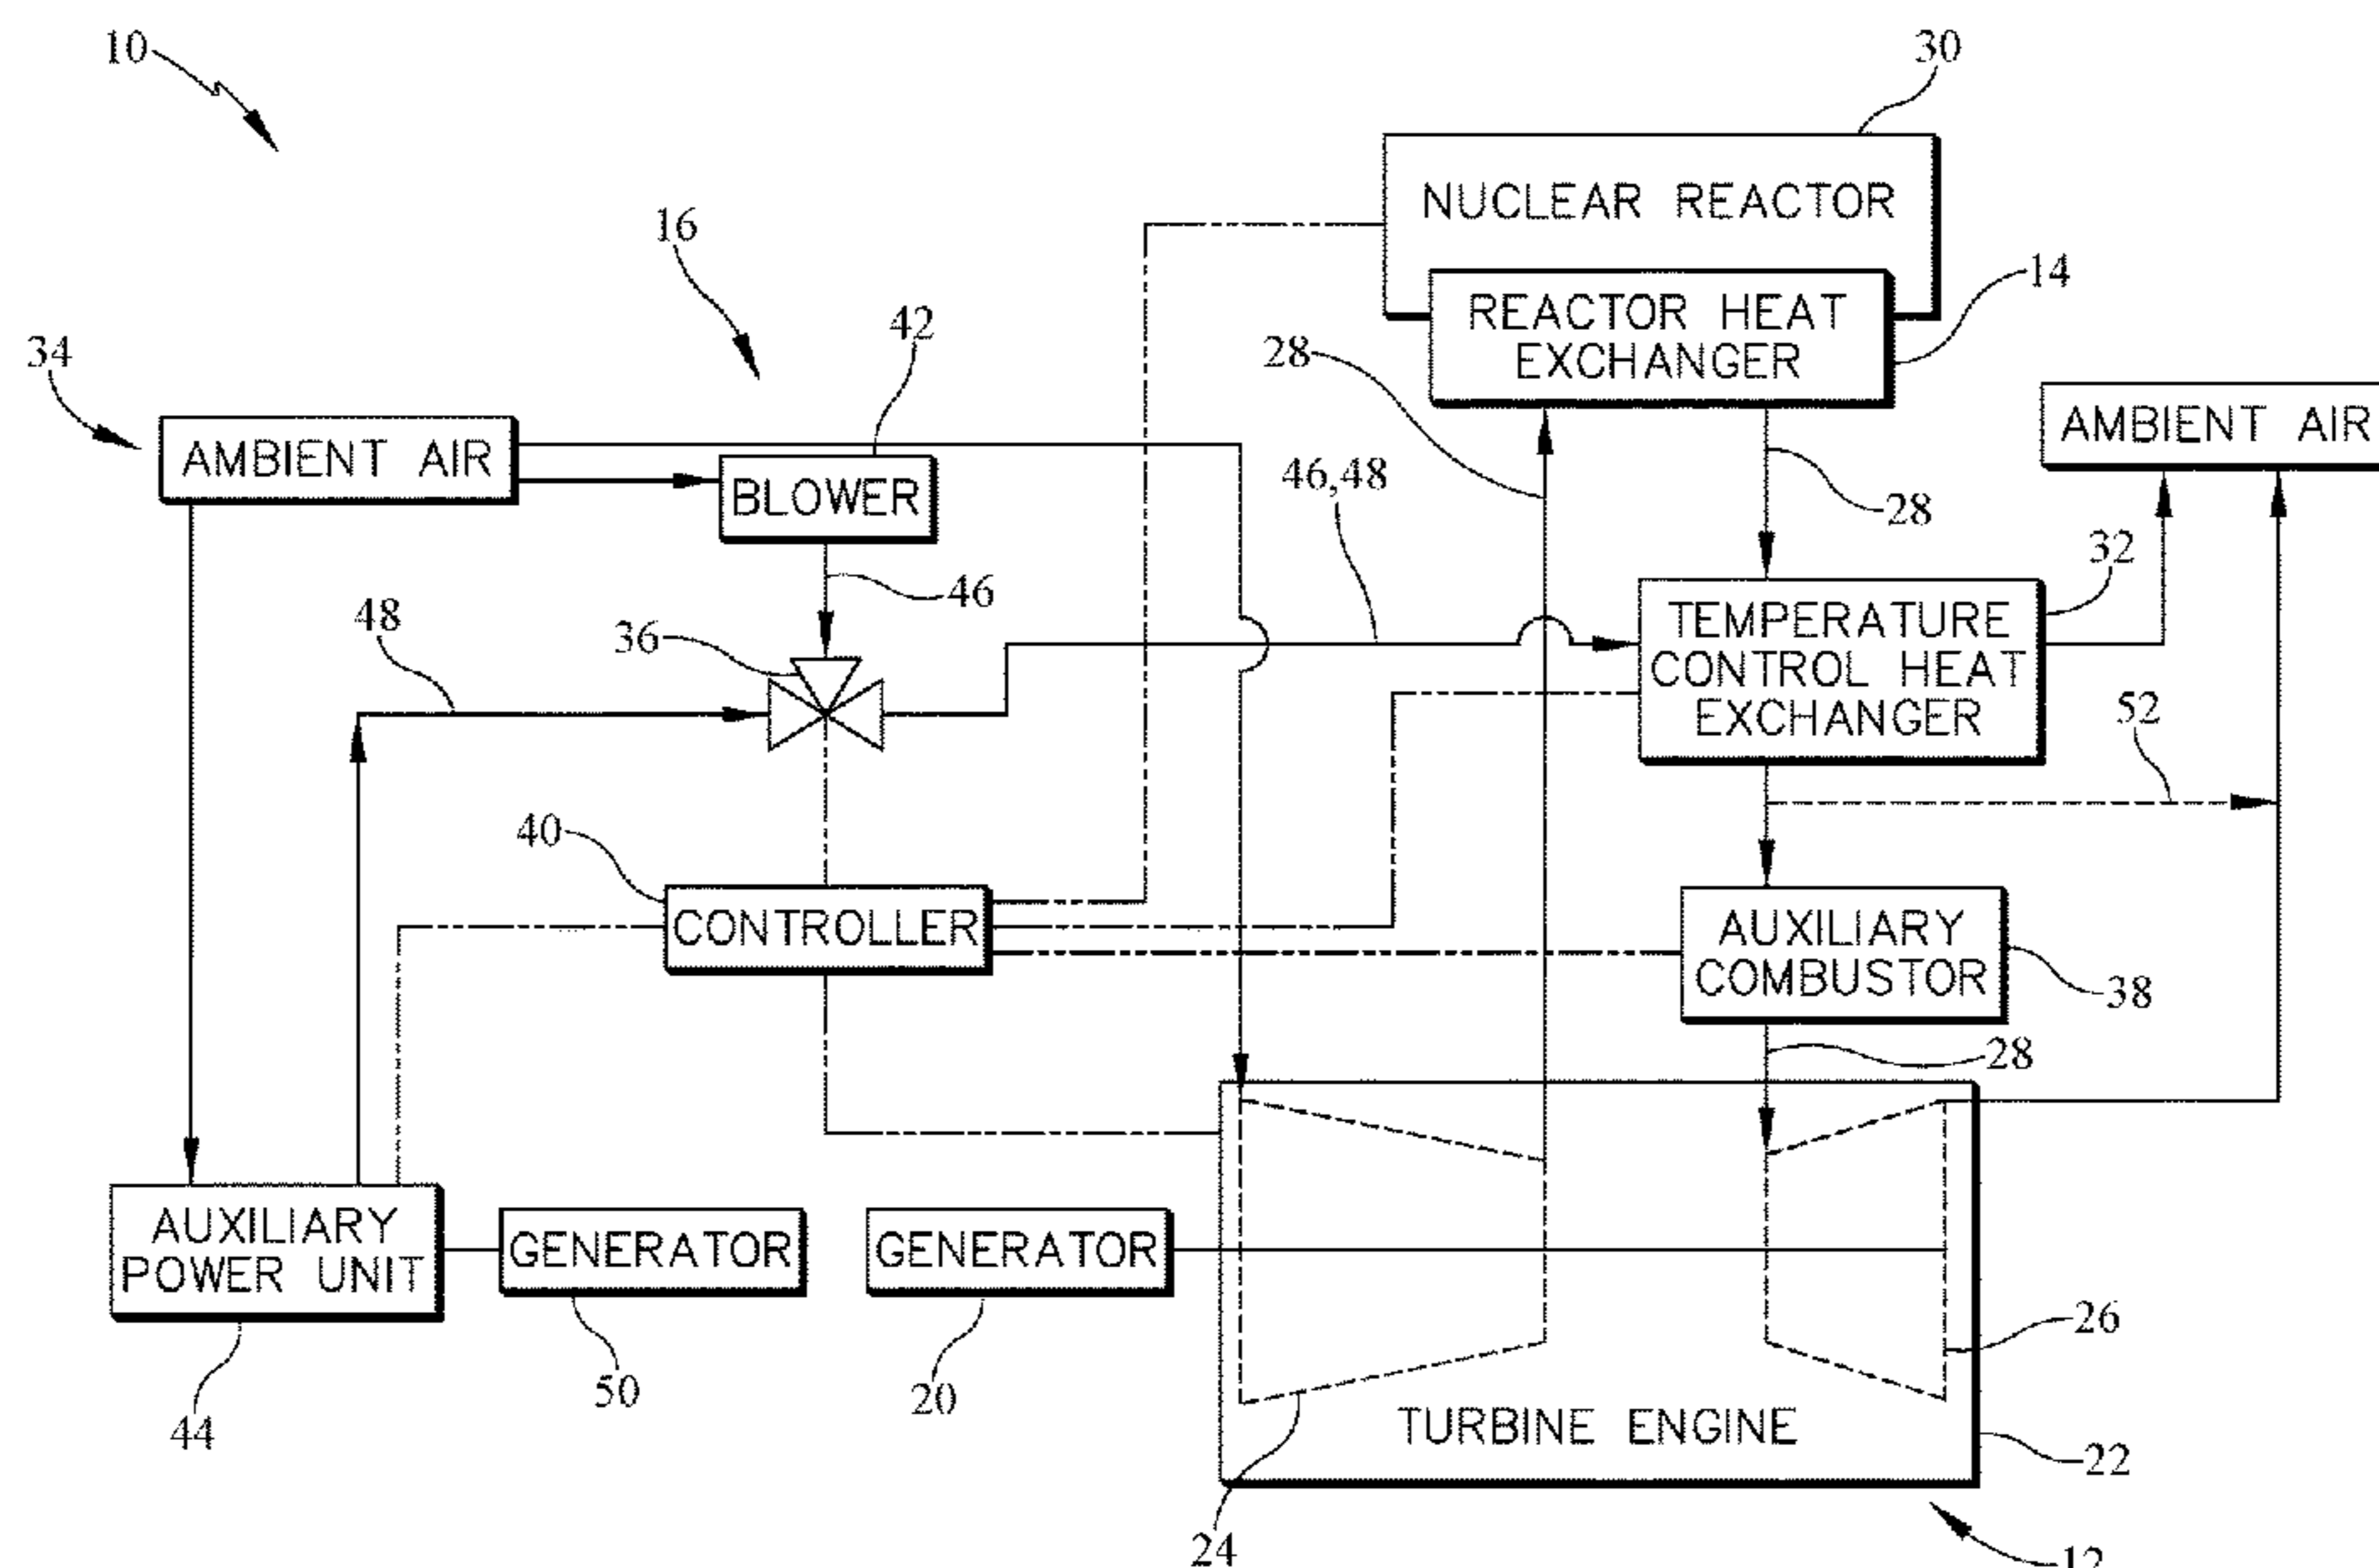 10
30
NUCLEAR REACTOR
16
14
REACTOR HEAT
EXCHANGER
42
34
28
AMBIENT AIR
AMBIENT AIR
BLOWER
46,48
28
32
46
48
36
TEMPERATURE
CONTROL HEAT
EXCHANGER
52
40
CONTROLLER
AUXILIARY
COMBUSTOR
38
28
AUXILIARY
POWER UNIT
GENERATOR
GENERATOR
26
50
20
44
TURBINE ENGINE
22
24
12